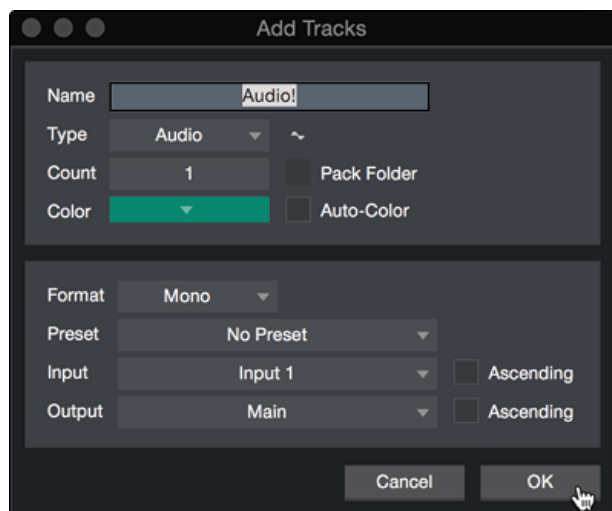 Add Tracks
Name Audio!
Type Audio
Count 1 Pack Folder
Color Auto-Color
Format Mono
Preset No Preset
Input Input 1 Ascending
Output Main Ascending
Cancel OK